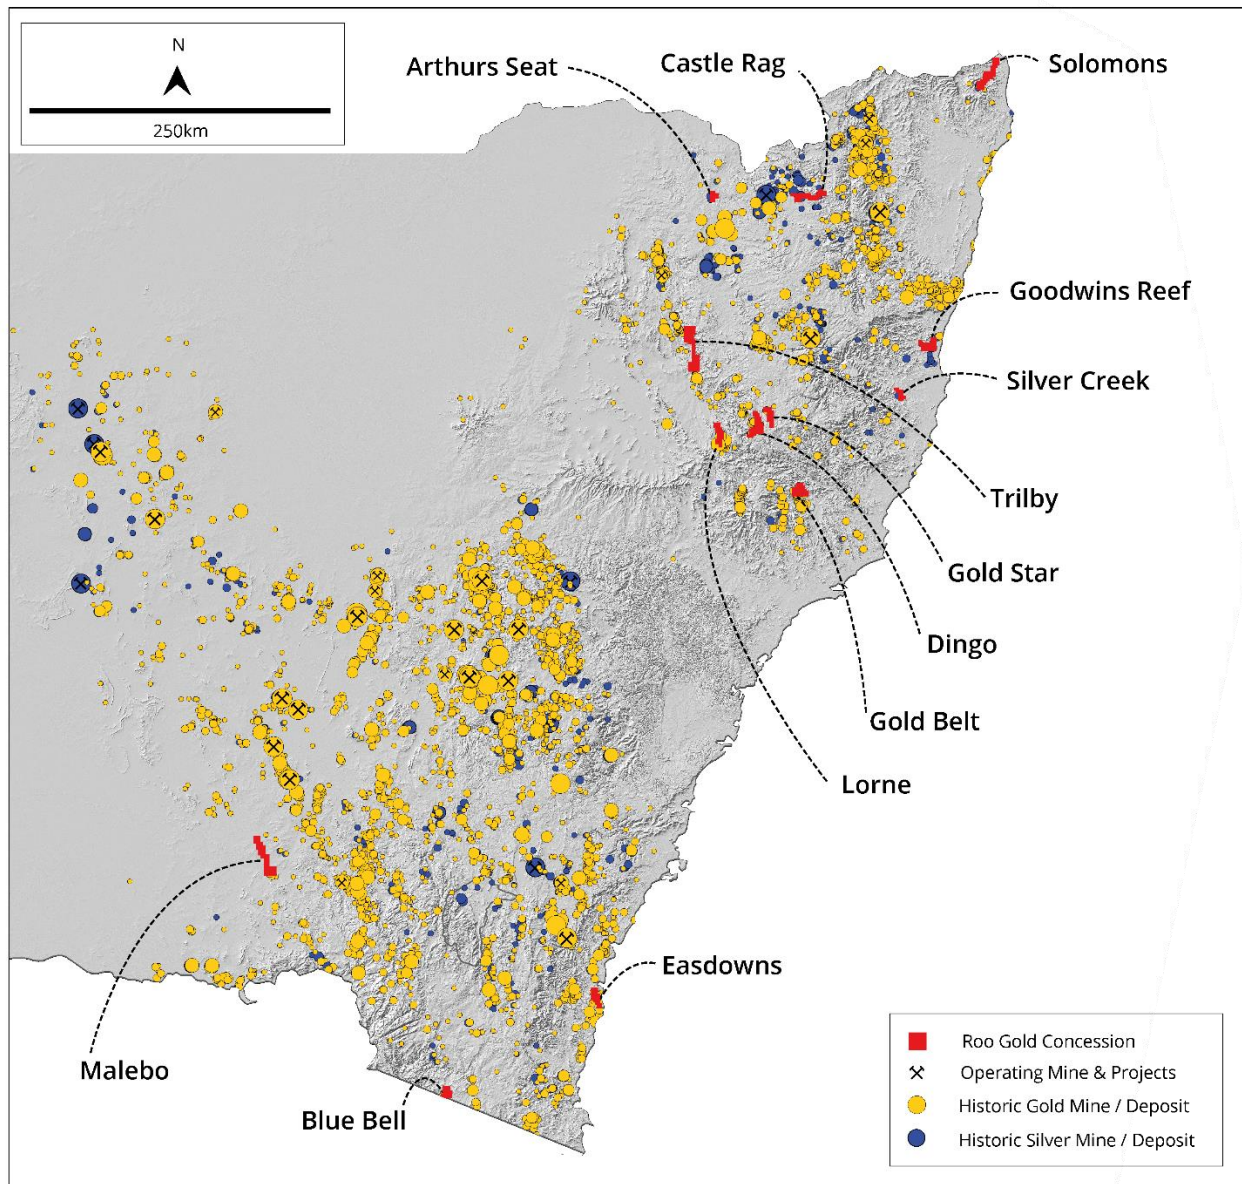 N
250km
Arthurs Seat
Castle Rag
Solomons
Goodwins Reef
Silver Creek
Trilby
Gold Star
Dingo
Gold Belt
Lorne
Easdowns
Malebo
Blue Bell
Roo Gold Concession
Operating Mine & Projects
Historic Gold Mine / Deposit
Historic Silver Mine / Deposit